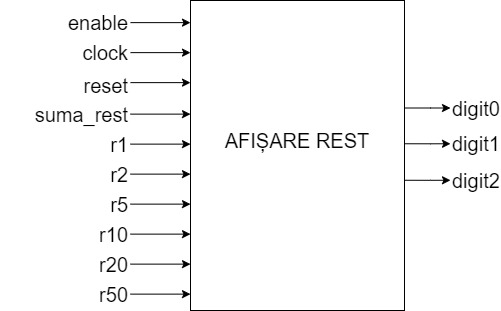 enable
clock
reset
suma_rest
r1
r2
r5
r10
r20
r50
AFIȘARE REST
digit0
digit1
digit2